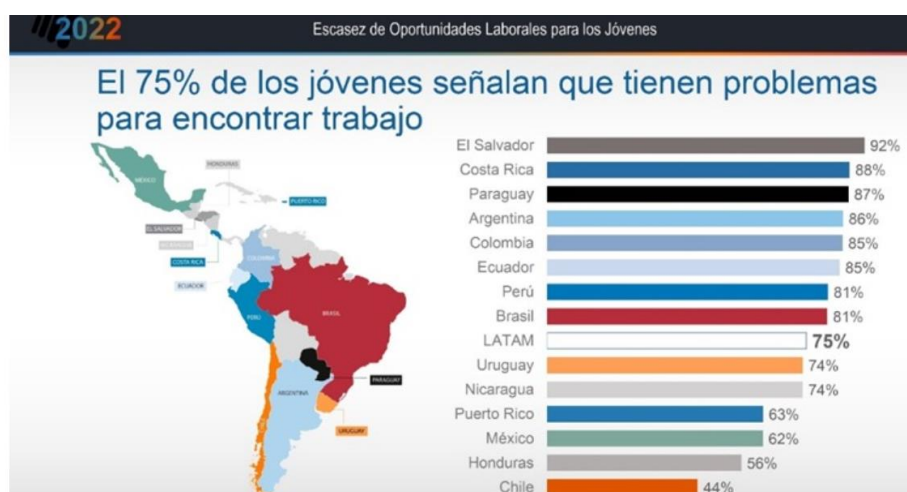 2022
Escasez de Oportunidades Laborales para los Jóvenes
El 75% de los jóvenes señalan que tienen problemas
para encontrar trabajo
HONDURAS
MÉXICO
PUERTO RICO
EL SALVADOR
NICARAGUA
COSTA RICA
COLOMBIA
ECUADOR
PERÚ
BRASIL
PARAGUAY
ARGENTINA
URUGUAY
El Salvador 92%
Costa Rica 88%
Paraguay 87%
Argentina 86%
Colombia 85%
Ecuador 85%
Perú 81%
Brasil 81%
LATAM 75%
Uruguay 74%
Nicaragua 74%
Puerto Rico 63%
México 62%
Honduras 56%
Chile 44%